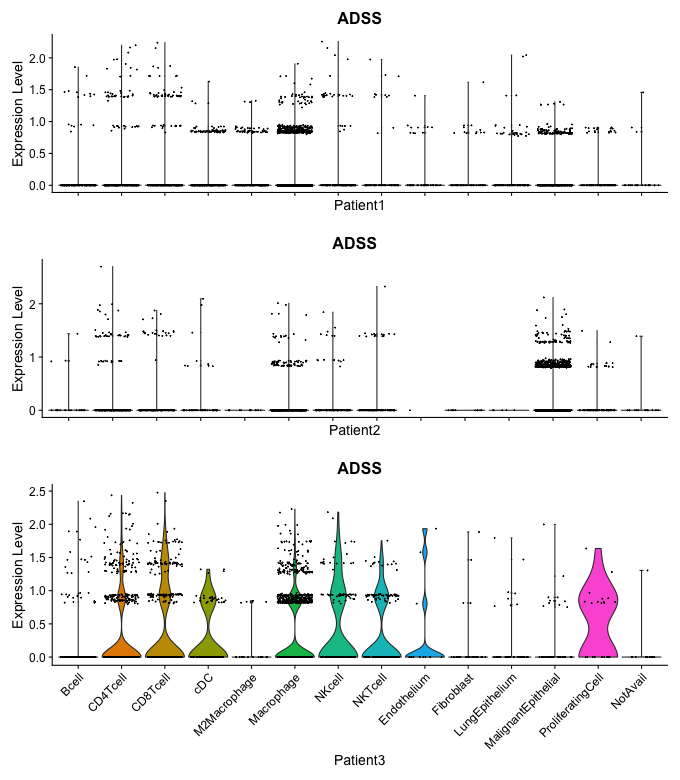 ADSS
Expression Level
2.0
1.5
1.0
0.5
0.0
Patient1
ADSS
Expression Level
2
1
0
Patient2
ADSS
Expression Level
2.5
2.0
1.5
1.0
0.5
0.0
Bcell
CD4Tcell
CD8Tcell
cDC
M2Macrophage
Macrophage
NKcell
NKTcell
Endothelium
Fibroblast
LungEpithelium
MalignantEpithelial
ProliferatingCell
NotAvail
Patient3